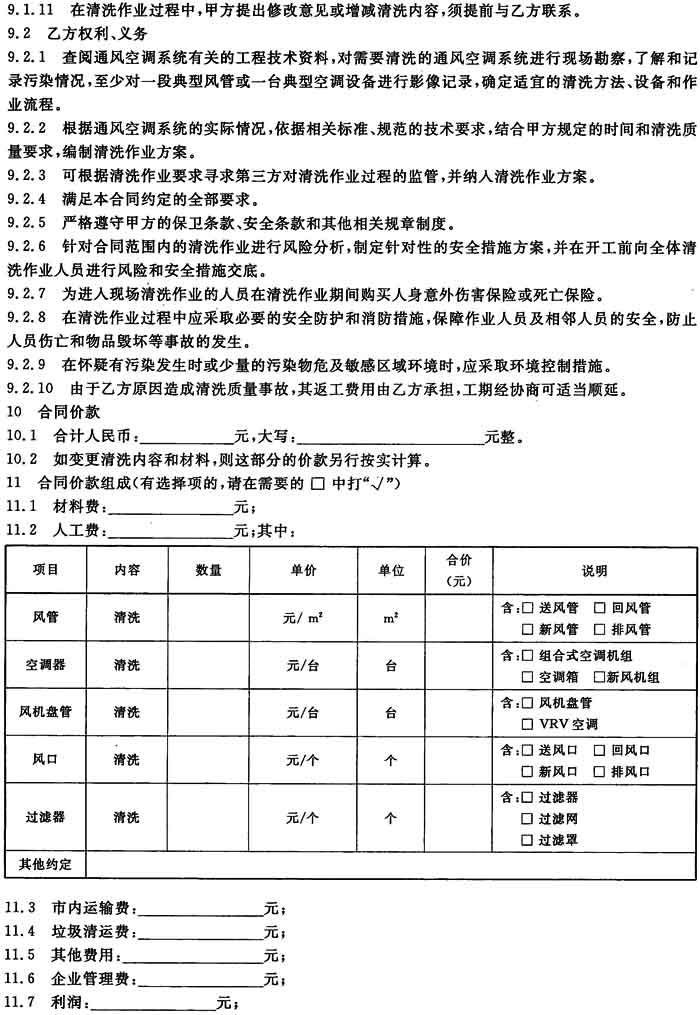 9.1.11 在清洗作业过程中,甲方提出修改意见或增减清洗内容,须提前与乙方联系。
9.2 乙方权利、义务
9.2.1 查阅通风空调系统有关的工程技术资料,对需要清洗的通风空调系统进行现场勘察,了解和记
录污染情况,至少对一段典型风管或一台典型空调设备进行影像记录,确定适宜的清洗方法、设备和作
业流程。
9.2.2 根据通风空调系统的实际情况,依据相关标准、规范的技术要求,结合甲方规定的时间和清洗质
量要求,编制清洗作业方案。
9.2.3 可根据清洗作业要求寻求第三方对清洗作业过程的监管,并纳人清洗作业方案。
9.2.4 满足本合同约定的全部要求。
9.2.5 严格遵守甲方的保卫条款、安全条款和其他相关规章制度。
9.2.6 针对合同范围内的清洗作业进行风险分析,制定针对性的安全措施方案,并在开工前向全体清
洗作业人员进行风险和安全措施交底。
9.2.7 为进人现场清洗作业的人员在清洗作业期间购买人身意外伤害保险或死亡保险。
9.2.8 在清洗作业过程中应采取必要的安全防护和消防措施,保障作业人员及相邻人员的安全,防止
人员伤亡和物品毁坏等事故的发生。
9.2.9 在怀疑有污染发生时或少量的污染物危及敏感区域环境时,应采取环境控制措施。
9.2.10 由于乙方原因造成清洗质量事故,其返工费用由乙方承担,工期经协商可适当顺延。
10 合同价款
10.1 合计人民币:____________元,大写:________________________元整。
10.2 如变更清洗内容和材料,则这部分的价款另行按实计算。
11 合同价款组成(有选择项的,请在需要的 □ 中打“√”)
11.1 材料费:________________元;
11.2 人工费:________________元;其中:
项目 内容 数量 单价 单位 合价(元) 说明
风管 清洗 元/ m² m² 含:□ 送风管 □ 回风管
□ 新风管 □ 排风管
空调器 清洗 元/台 台 含:□ 组合式空调机组
□ 空调箱 □新风机组
风机盘管 清洗 元/台 台 含:□ 风机盘管
□ VRV 空调
风口 清洗 元/个 个 含:□ 送风口 □ 回风口
□ 新风口 □ 排风口
过滤器 清洗 元/个 个 含:□ 过滤器
□ 过滤网
□ 过滤罩
其他约定
11.3 市内运输费:________________元;
11.4 垃圾清运费:________________元;
11.5 其他费用:__________________元;
11.6 企业管理费:________________元;
11.7 利润:________________元;